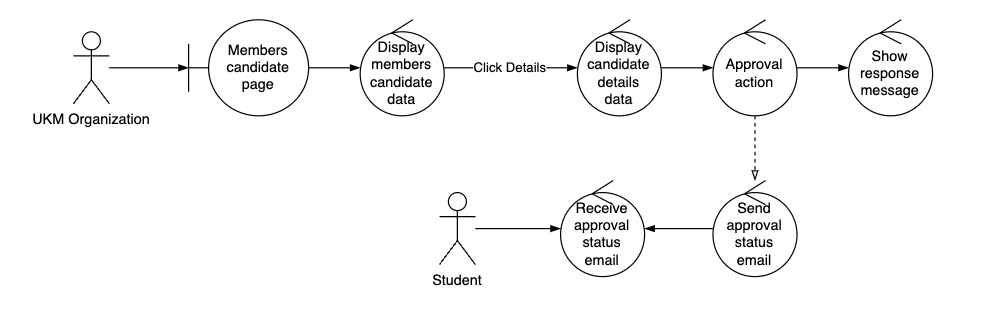 UKM Organization
Members
candidate
page
Display
members
candidate
data
Click Details
Display
candidate
details
data
Approval
action
Show
response
message
Student
Receive
approval
status
email
Send
approval
status
email